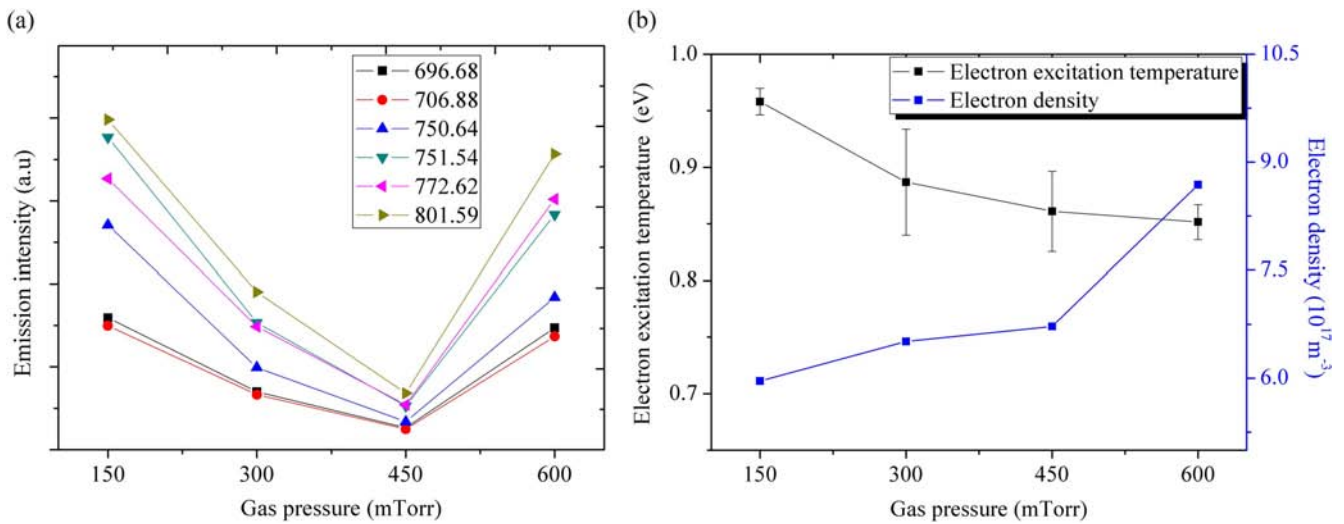 (a)
696.68
706.88
750.64
751.54
772.62
801.59
Emission intensity (a.u)
150
300
450
600
Gas pressure (mTorr)
(b)
1.0
0.9
0.8
0.7
Electron excitation temperature (eV)
Electron excitation temperature
Electron density
10.5
9.0
7.5
6.0
Electron density (10¹⁷ m⁻³)
150
300
450
600
Gas pressure (mTorr)